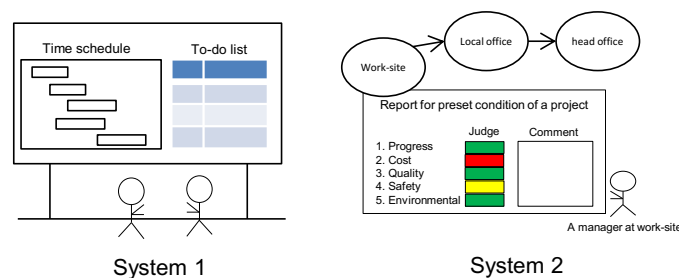 Time schedule
To-do list
System 1
Work-site
Local office
head office
Report for preset condition of a project
Judge
Comment
1. Progress
2. Cost
3. Quality
4. Safety
5. Environmental
A manager at work-site
System 2